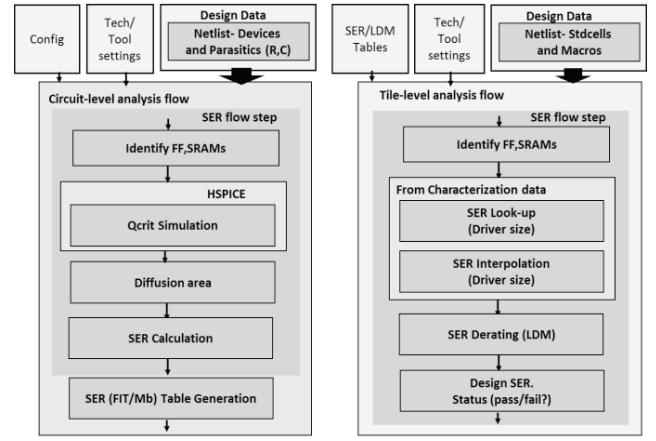 Config
Tech/
Tool
settings
Design Data
Netlist- Devices
and Parasitics (R,C)
Circuit-level analysis flow
SER flow step
Identify FF,SRAMs
HSPICE
Qcrit Simulation
Diffusion area
SER Calculation
SER (FIT/Mb) Table Generation
SER/LDM
Tables
Tech/
Tool
settings
Design Data
Netlist- Stdcells
and Macros
Tile-level analysis flow
SER flow step
Identify FF,SRAMs
From Characterization data
SER Look-up
(Driver size)
SER Interpolation
(Driver size)
SER Derating (LDM)
Design SER.
Status (pass/fail?)